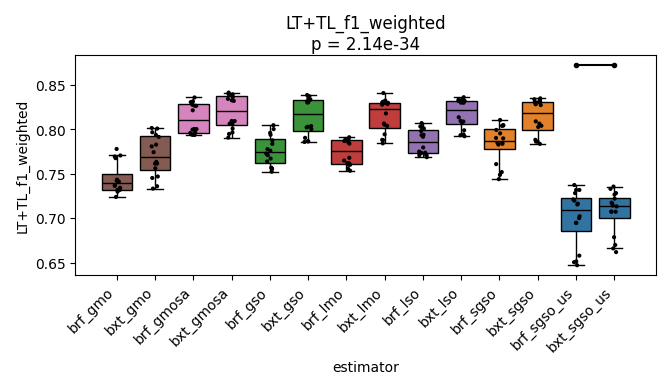 LT+TL_f1_weighted
p = 2.14e-34
LT+TL_f1_weighted
0.85
0.80
0.75
0.70
0.65
brf_gmo
bxt_gmo
brf_gmosa
bxt_gmosa
brf_gso
bxt_gso
brf_lmo
bxt_lmo
brf_lso
bxt_lso
brf_sgso
bxt_sgso
brf_sgso_us
bxt_sgso_us
estimator